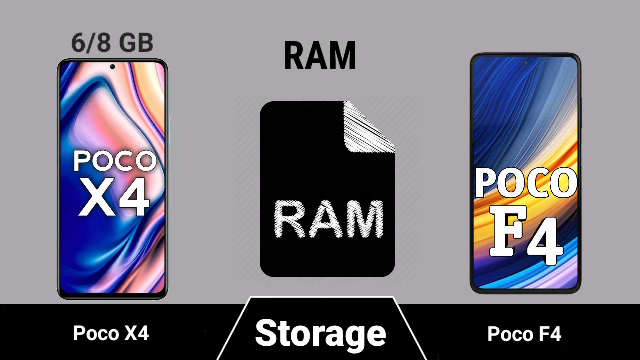 6/8 GB
RAM
POCO
X4
RAM
POCO
F4
Poco X4
Storage
Poco F4